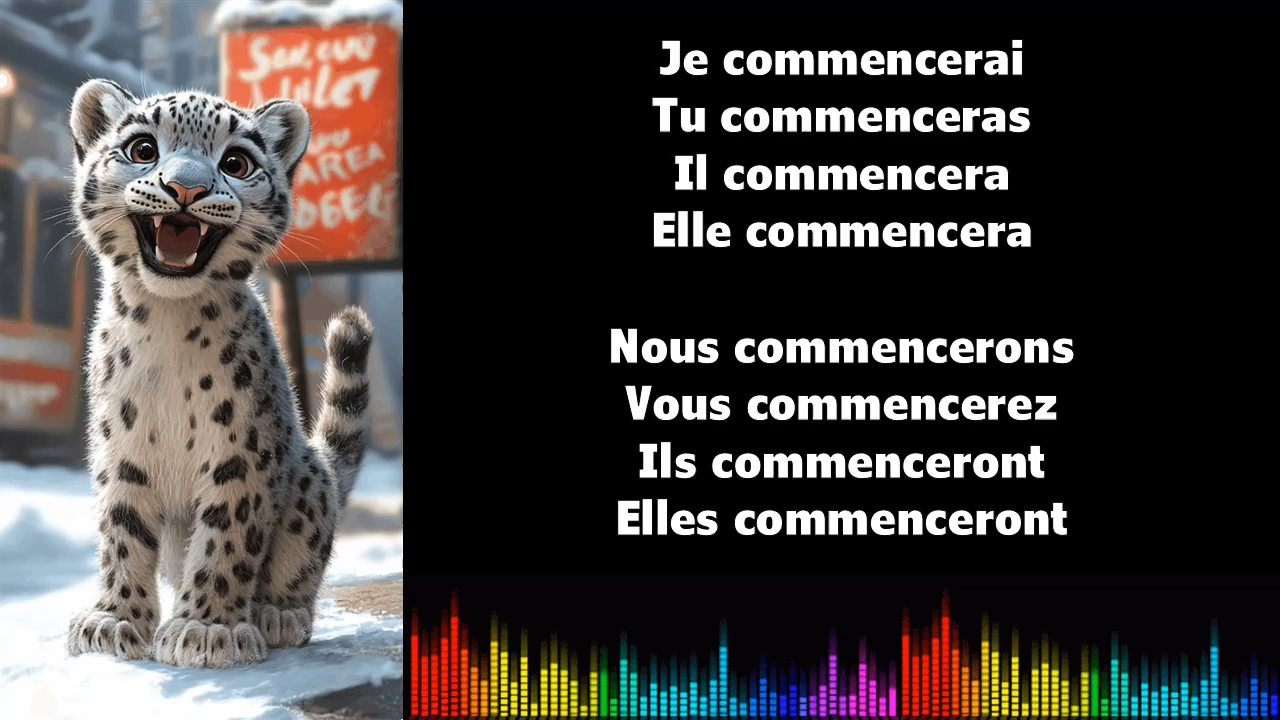 Je commencerai
Tu commenceras
Il commencera
Elle commencera
Nous commencerons
Vous commencerez
Ils commenceront
Elles commenceront